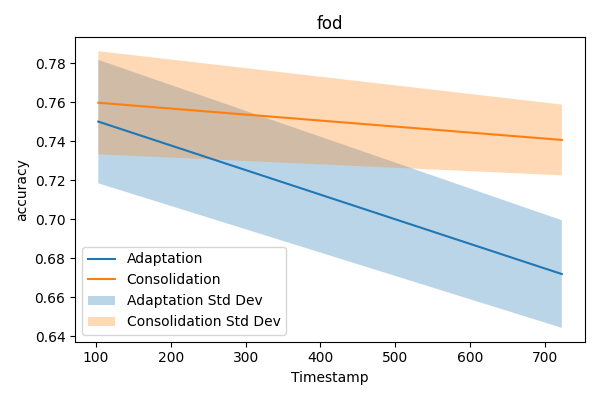 fod
accuracy
0.78
0.76
0.74
0.72
0.70
0.68
0.66
0.64
Adaptation
Consolidation
Adaptation Std Dev
Consolidation Std Dev
100 200 300 400 500 600 700
Timestamp